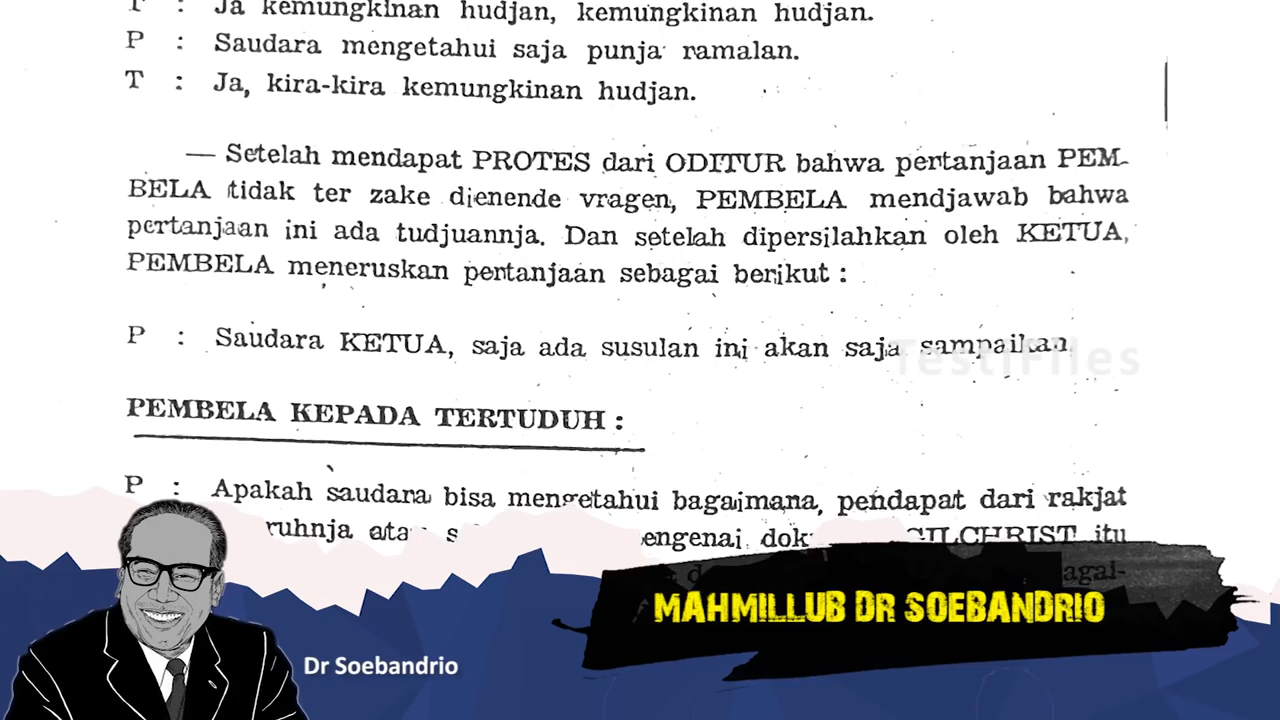 T : Ja kemungkinan hudjan, kemungkinan hudjan.
P : Saudara mengetahui saja punja ramalan.
T : Ja, kira-kira kemungkinan hudjan.
— Setelah mendapat PROTES dari ODITUR bahwa pertanjaan PEM-
BELA tidak ter zake dienende vragen, PEMBELA mendjawab bahwa
pertanjaan ini ada tudjuannja. Dan setelah dipersilahkan oleh KETUA,
PEMBELA meneruskan pertanjaan sebagai berikut :
P : Saudara KETUA, saja ada susulan ini akan saja sampaikan.
TestiFiles
PEMBELA KEPADA TERTUDUH :
P : Apakah saudara bisa mengetahui bagaimana, pendapat dari rakjat
GILCHRIST itu
MAHMILLUB DR SOEBANDRIO
Dr Soebandrio